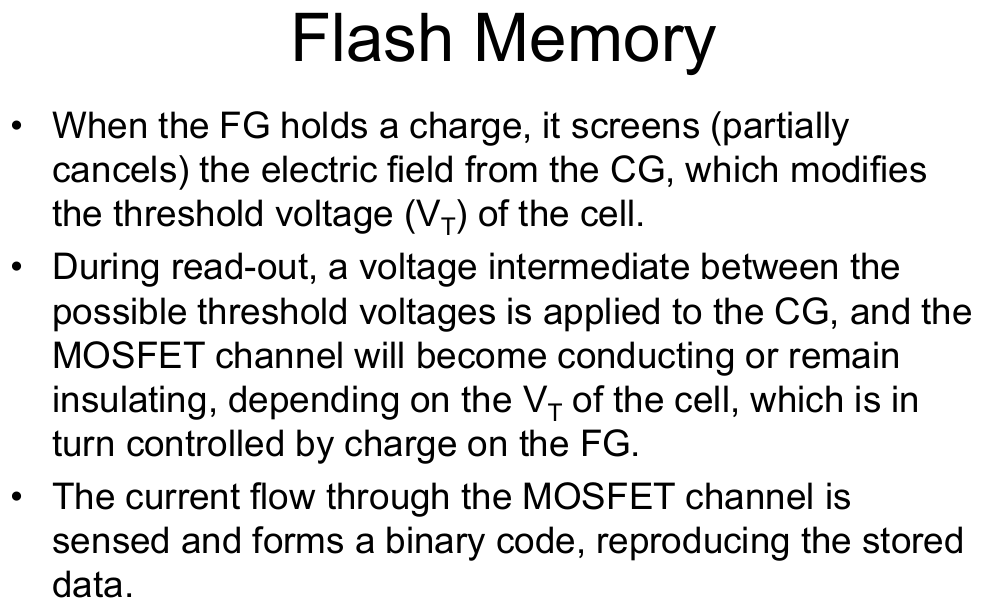 Flash Memory
• When the FG holds a charge, it screens (partially
cancels) the electric field from the CG, which modifies
the threshold voltage (VT) of the cell.
• During read-out, a voltage intermediate between the
possible threshold voltages is applied to the CG, and the
MOSFET channel will become conducting or remain
insulating, depending on the VT of the cell, which is in
turn controlled by charge on the FG.
• The current flow through the MOSFET channel is
sensed and forms a binary code, reproducing the stored
data.